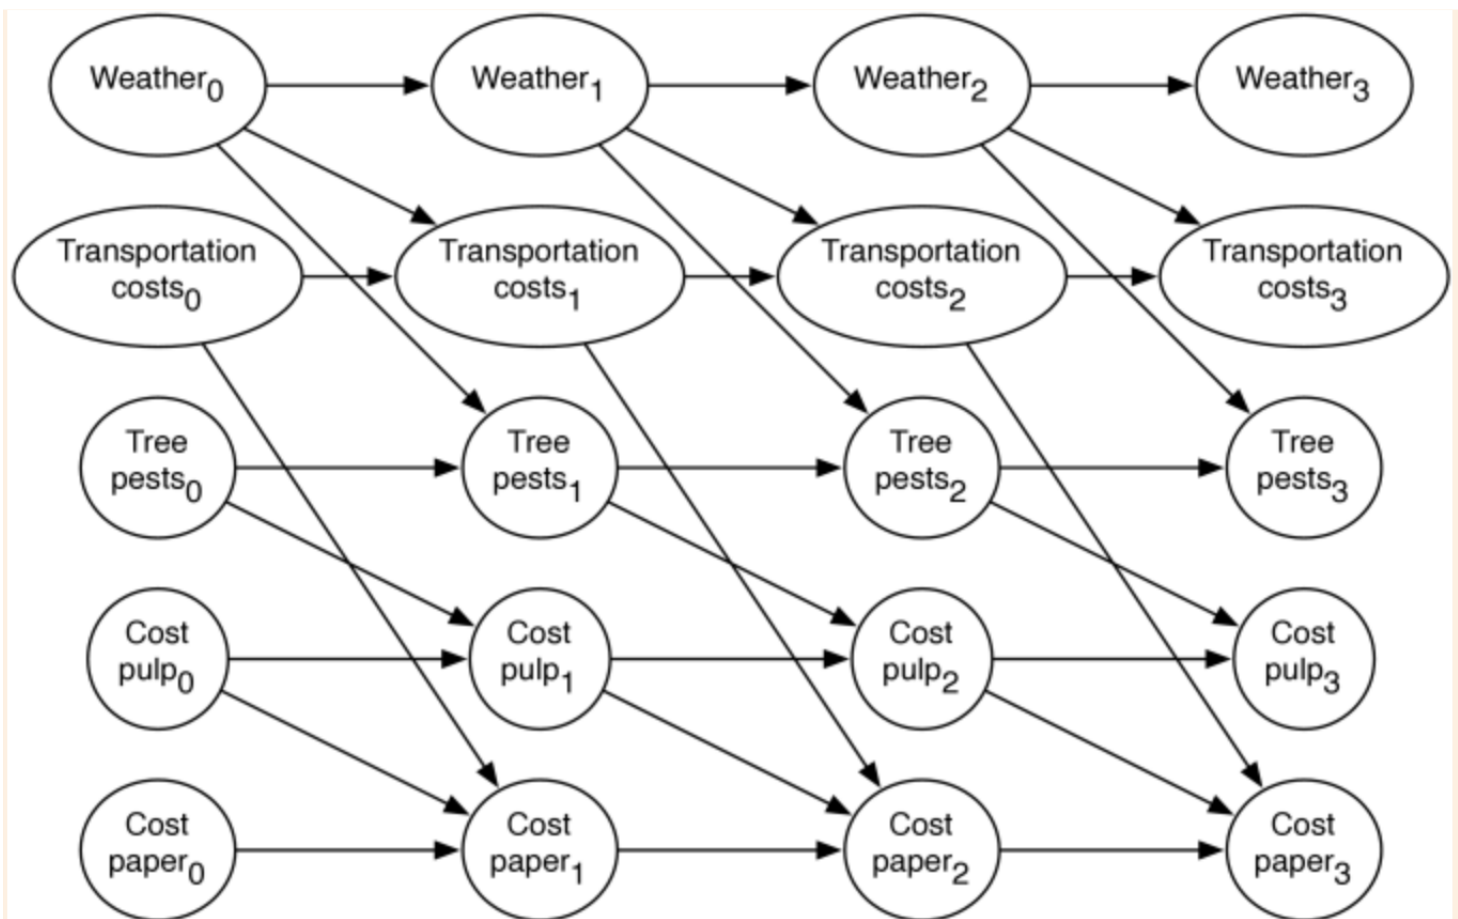 Weather0
Weather1
Weather2
Weather3
Transportation
costs0
Transportation
costs1
Transportation
costs2
Transportation
costs3
Tree
pests0
Tree
pests1
Tree
pests2
Tree
pests3
Cost
pulp0
Cost
pulp1
Cost
pulp2
Cost
pulp3
Cost
paper0
Cost
paper1
Cost
paper2
Cost
paper3